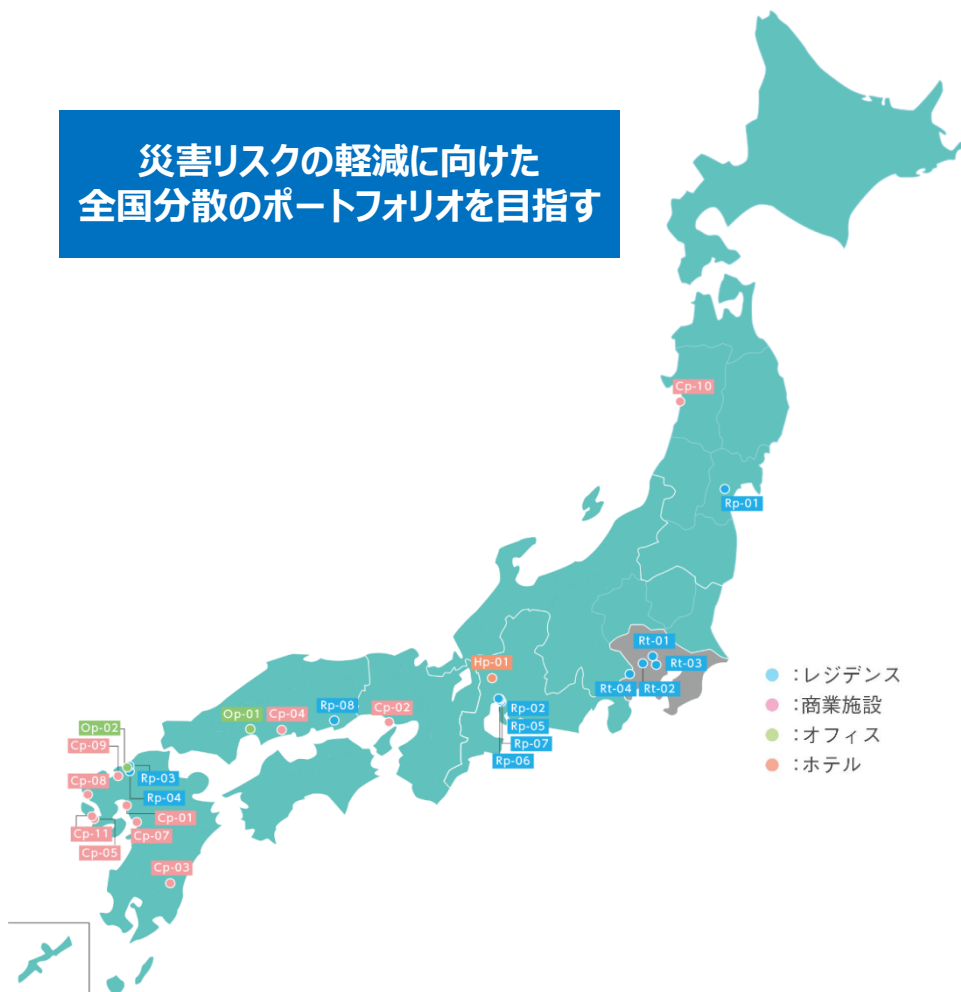 災害リスクの軽減に向けた
全国分散のポートフォリオを目指す
Cp-10
Rp-01
Rt-01
Rt-03
Rt-04
Rt-02
Hp-01
Rp-02
Rp-05
Rp-07
Rp-06
Rp-08
Cp-02
Op-01
Cp-04
Op-02
Cp-09
Cp-08
Rp-03
Rp-04
Cp-01
Cp-11
Cp-07
Cp-05
Cp-03
：レジデンス
：商業施設
：オフィス
：ホテル